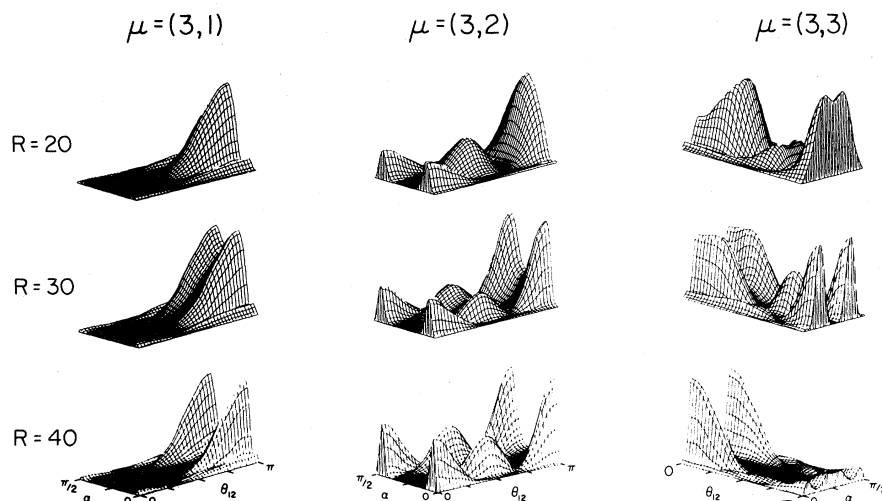 μ=(3,1) μ=(3,2) μ=(3,3)
R=20
R=30
R=40
π/2 α 0 0 θ12 π
π/2 α 0 0 θ12 π
0 θ12 α π/2